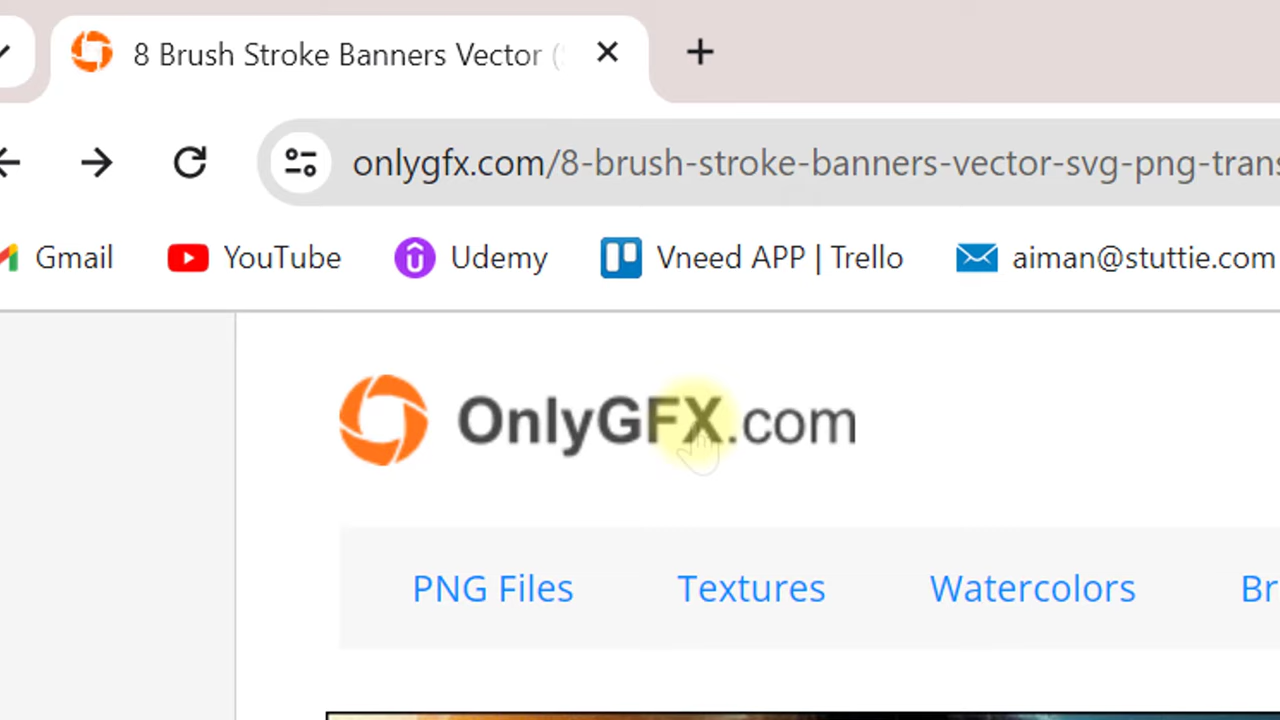 8 Brush Stroke Banners Vector (
onlygfx.com/8-brush-stroke-banners-vector-svg-png-trans
Gmail YouTube Udemy Vneed APP | Trello aiman@stuttie.com
OnlyGFX.com
PNG Files Textures Watercolors Br